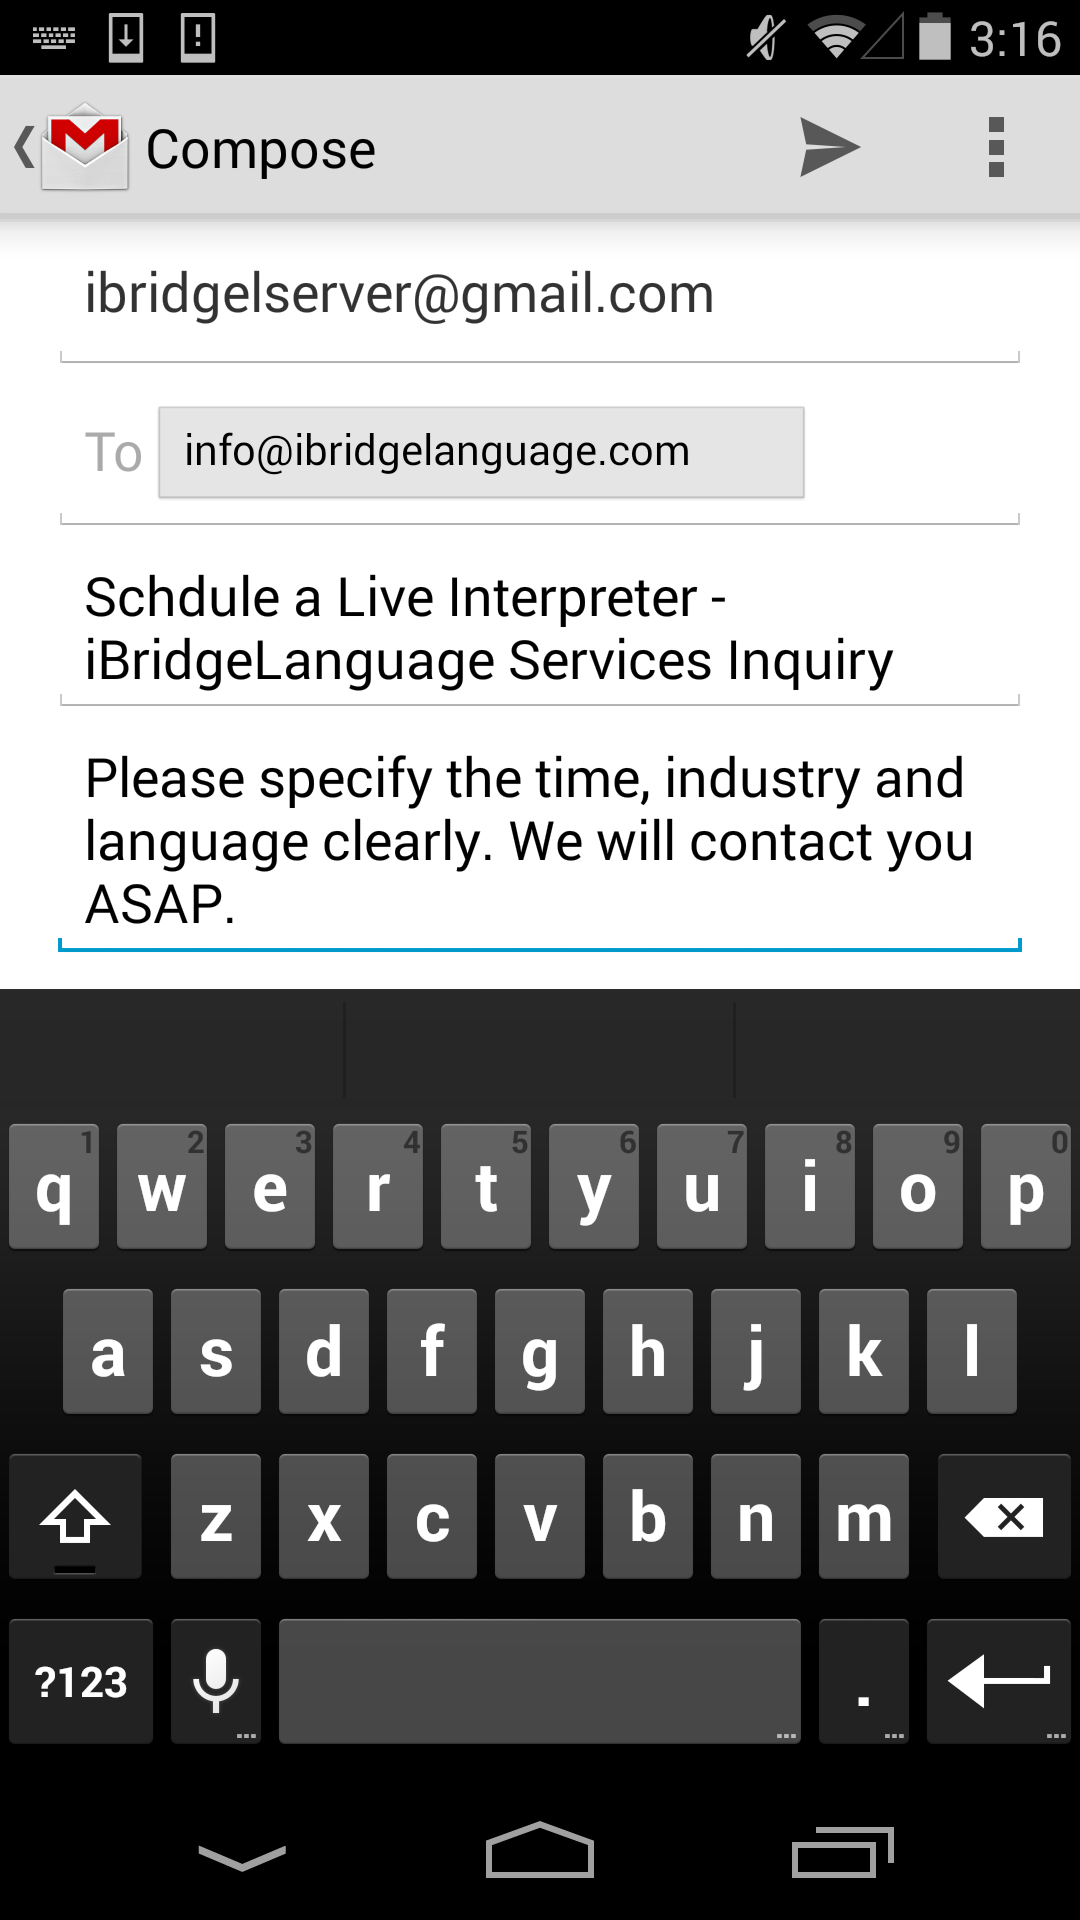 3:16
Compose
ibridgelserver@gmail.com
To info@ibridgelanguage.com
Schdule a Live Interpreter -
iBridgeLanguage Services Inquiry
Please specify the time, industry and
language clearly. We will contact you
ASAP.
1 2 3 4 5 6 7 8 9 0
q w e r t y u i o p
a s d f g h j k l
z x c v b n m
?123 .